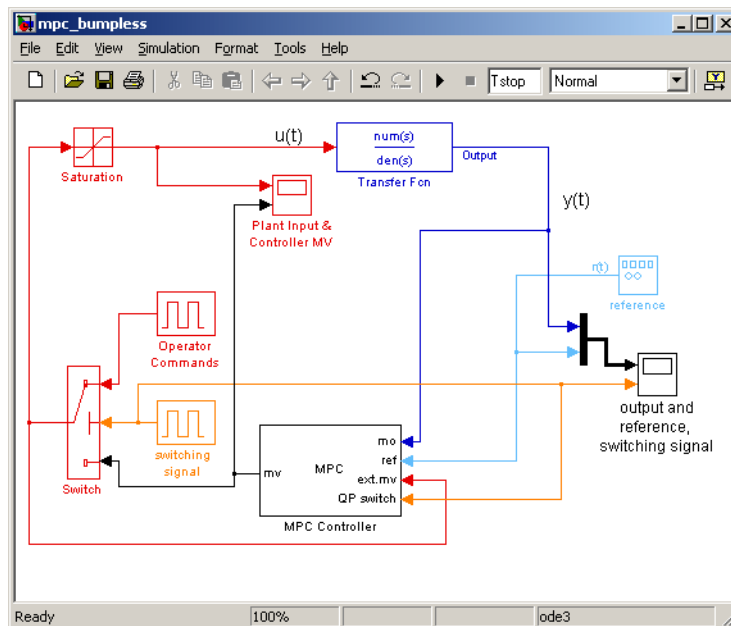 mpc_bumpless
File Edit View Simulation Format Tools Help
Tstop
Normal
u(t)
num(s)
den(s)
Output
Saturation
Transfer Fcn
y(t)
Plant Input &
Controller MV
r(t)
reference
Operator
Commands
output and
reference,
switching signal
switching
signal
mo
ref
mv
MPC
ext.mv
QP switch
Switch
MPC Controller
Ready
100%
ode3